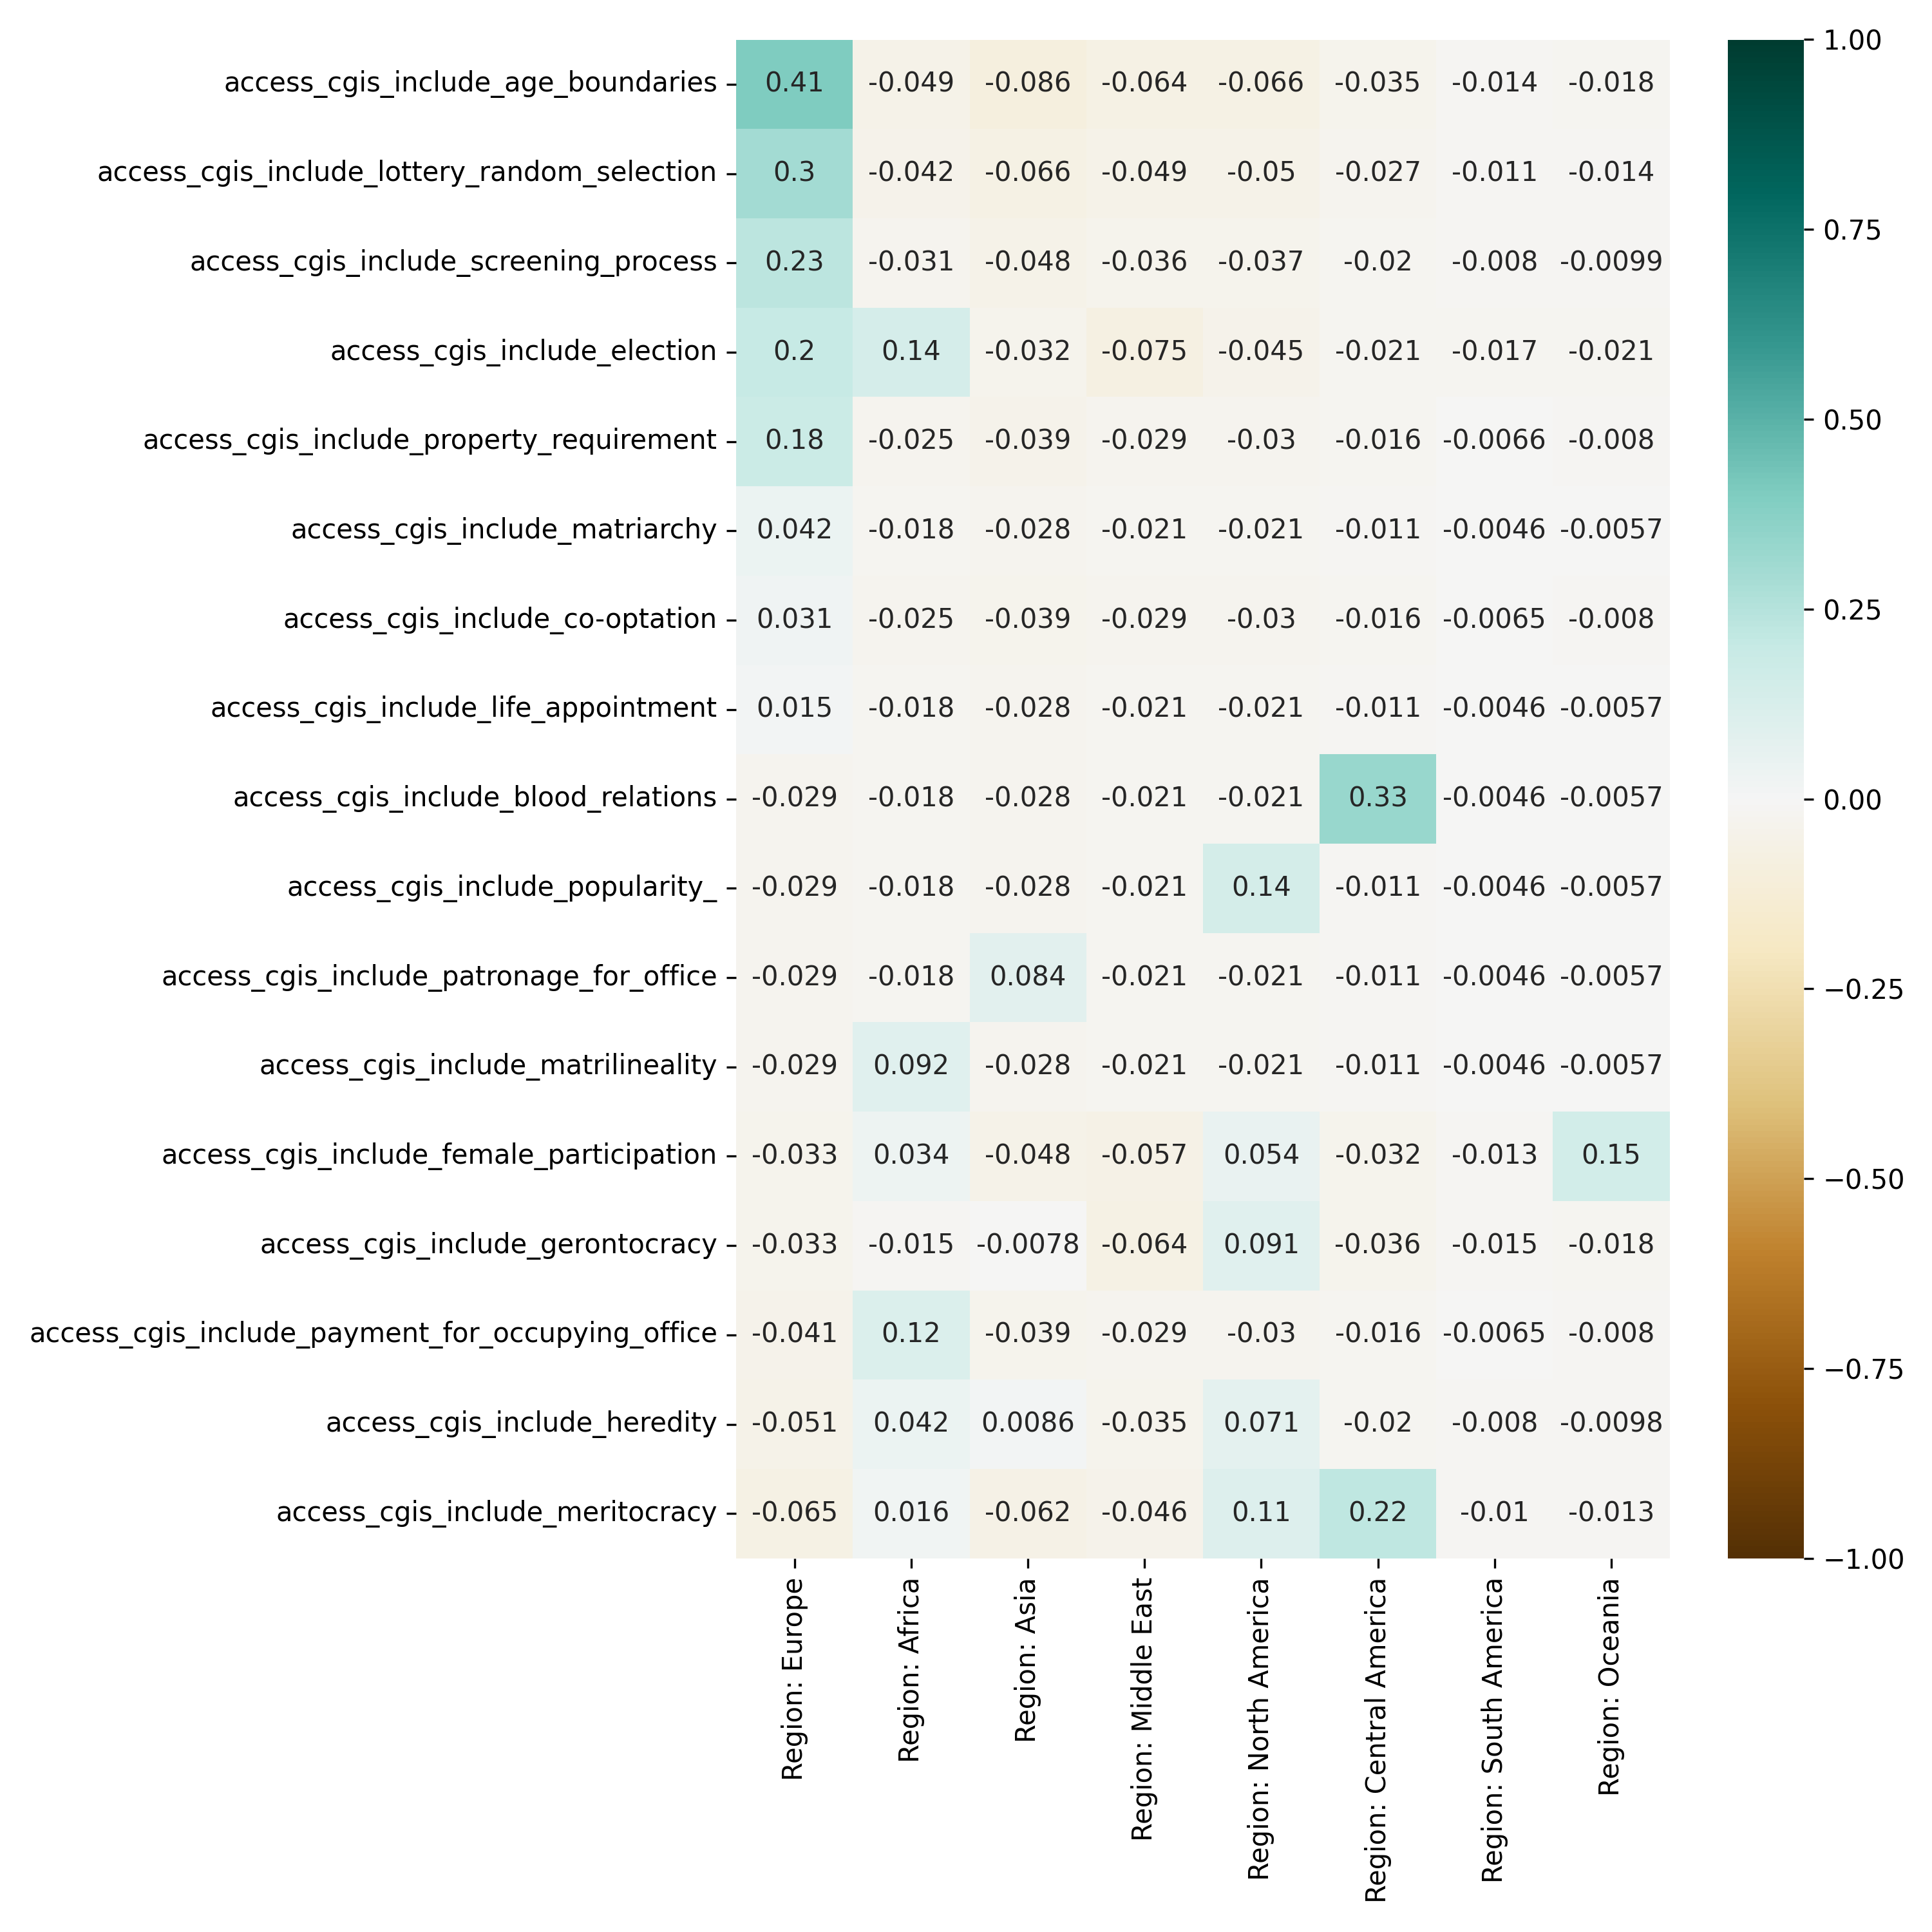 access_cgis_include_age_boundaries 0.41 -0.049 -0.086 -0.064 -0.066 -0.035 -0.014 -0.018
access_cgis_include_lottery_random_selection 0.3 -0.042 -0.066 -0.049 -0.05 -0.027 -0.011 -0.014
access_cgis_include_screening_process 0.23 -0.031 -0.048 -0.036 -0.037 -0.02 -0.008 -0.0099
access_cgis_include_election 0.2 0.14 -0.032 -0.075 -0.045 -0.021 -0.017 -0.021
access_cgis_include_property_requirement 0.18 -0.025 -0.039 -0.029 -0.03 -0.016 -0.0066 -0.008
access_cgis_include_matriarchy 0.042 -0.018 -0.028 -0.021 -0.021 -0.011 -0.0046 -0.0057
access_cgis_include_co-optation 0.031 -0.025 -0.039 -0.029 -0.03 -0.016 -0.0065 -0.008
access_cgis_include_life_appointment 0.015 -0.018 -0.028 -0.021 -0.021 -0.011 -0.0046 -0.0057
access_cgis_include_blood_relations -0.029 -0.018 -0.028 -0.021 -0.021 0.33 -0.0046 -0.0057
access_cgis_include_popularity_ -0.029 -0.018 -0.028 -0.021 0.14 -0.011 -0.0046 -0.0057
access_cgis_include_patronage_for_office -0.029 -0.018 0.084 -0.021 -0.021 -0.011 -0.0046 -0.0057
access_cgis_include_matrilineality -0.029 0.092 -0.028 -0.021 -0.021 -0.011 -0.0046 -0.0057
access_cgis_include_female_participation -0.033 0.034 -0.048 -0.057 0.054 -0.032 -0.013 0.15
access_cgis_include_gerontocracy -0.033 -0.015 -0.0078 -0.064 0.091 -0.036 -0.015 -0.018
access_cgis_include_payment_for_occupying_office -0.041 0.12 -0.039 -0.029 -0.03 -0.016 -0.0065 -0.008
access_cgis_include_heredity -0.051 0.042 0.0086 -0.035 0.071 -0.02 -0.008 -0.0098
access_cgis_include_meritocracy -0.065 0.016 -0.062 -0.046 0.11 0.22 -0.01 -0.013
Region: Europe
Region: Africa
Region: Asia
Region: Middle East
Region: North America
Region: Central America
Region: South America
Region: Oceania
1.00
0.75
0.50
0.25
0.00
−0.25
−0.50
−0.75
−1.00